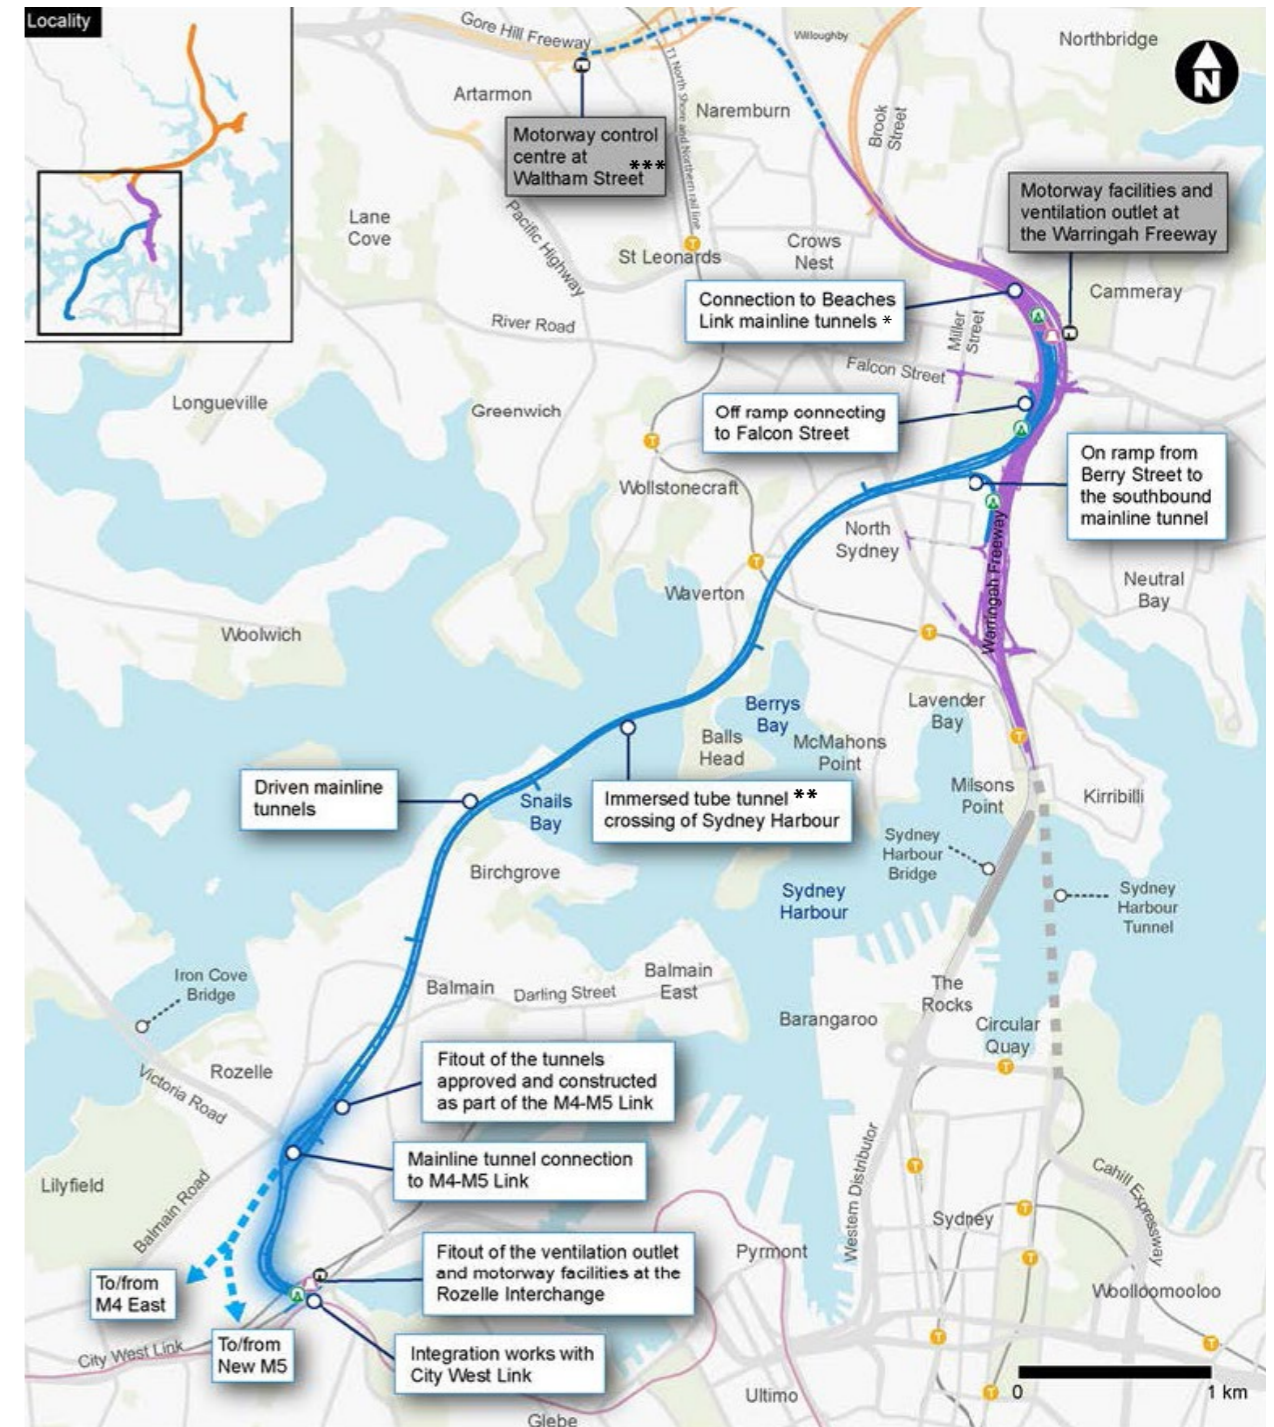 Locality
Gore Hill Freeway
Willoughby
Northbridge
N
Artarmon
T1 North Shore and Northern rail line
Naremburn
Brook
Street
Motorway control
centre at
Waltham Street ***
Motorway facilities and
ventilation outlet at
the Warringah Freeway
Lane
Cove
Pacific Highway
T
St Leonards
Crows
Nest
Cammeray
Connection to Beaches
Link mainline tunnels *
Miller
Street
River Road
Falcon Street
Longueville
Greenwich
Off ramp connecting
to Falcon Street
T
On ramp from
Berry Street to
the southbound
mainline tunnel
Wollstonecraft
North
Sydney
Warringah Freeway
T
Waverton
Neutral
Bay
Woolwich
T
Berrys
Bay
Lavender
Bay
Balls
Head
McMahons
Point
T
Driven mainline
tunnels
Snails
Bay
Immersed tube tunnel **
crossing of Sydney Harbour
Milsons
Point
Kirribilli
Sydney
Harbour
Bridge
Birchgrove
Sydney
Harbour
Sydney
Harbour
Tunnel
Iron Cove
Bridge
Balmain
Darling Street
Balmain
East
The
Rocks
Barangaroo
Circular
Quay
T
Rozelle
Victoria Road
Fitout of the tunnels
approved and constructed
as part of the M4-M5 Link
Mainline tunnel connection
to M4-M5 Link
Lilyfield
Balmain Road
Western Distributor
T
Cahill Expressway
T
Sydney
Pyrmont
T
Fitout of the ventilation outlet
and motorway facilities at the
Rozelle Interchange
To/from
M4 East
Woolloomooloo
City West Link
To/from
New M5
T
T
Integration works with
City West Link
Ultimo
T
0 1 km
Glebe